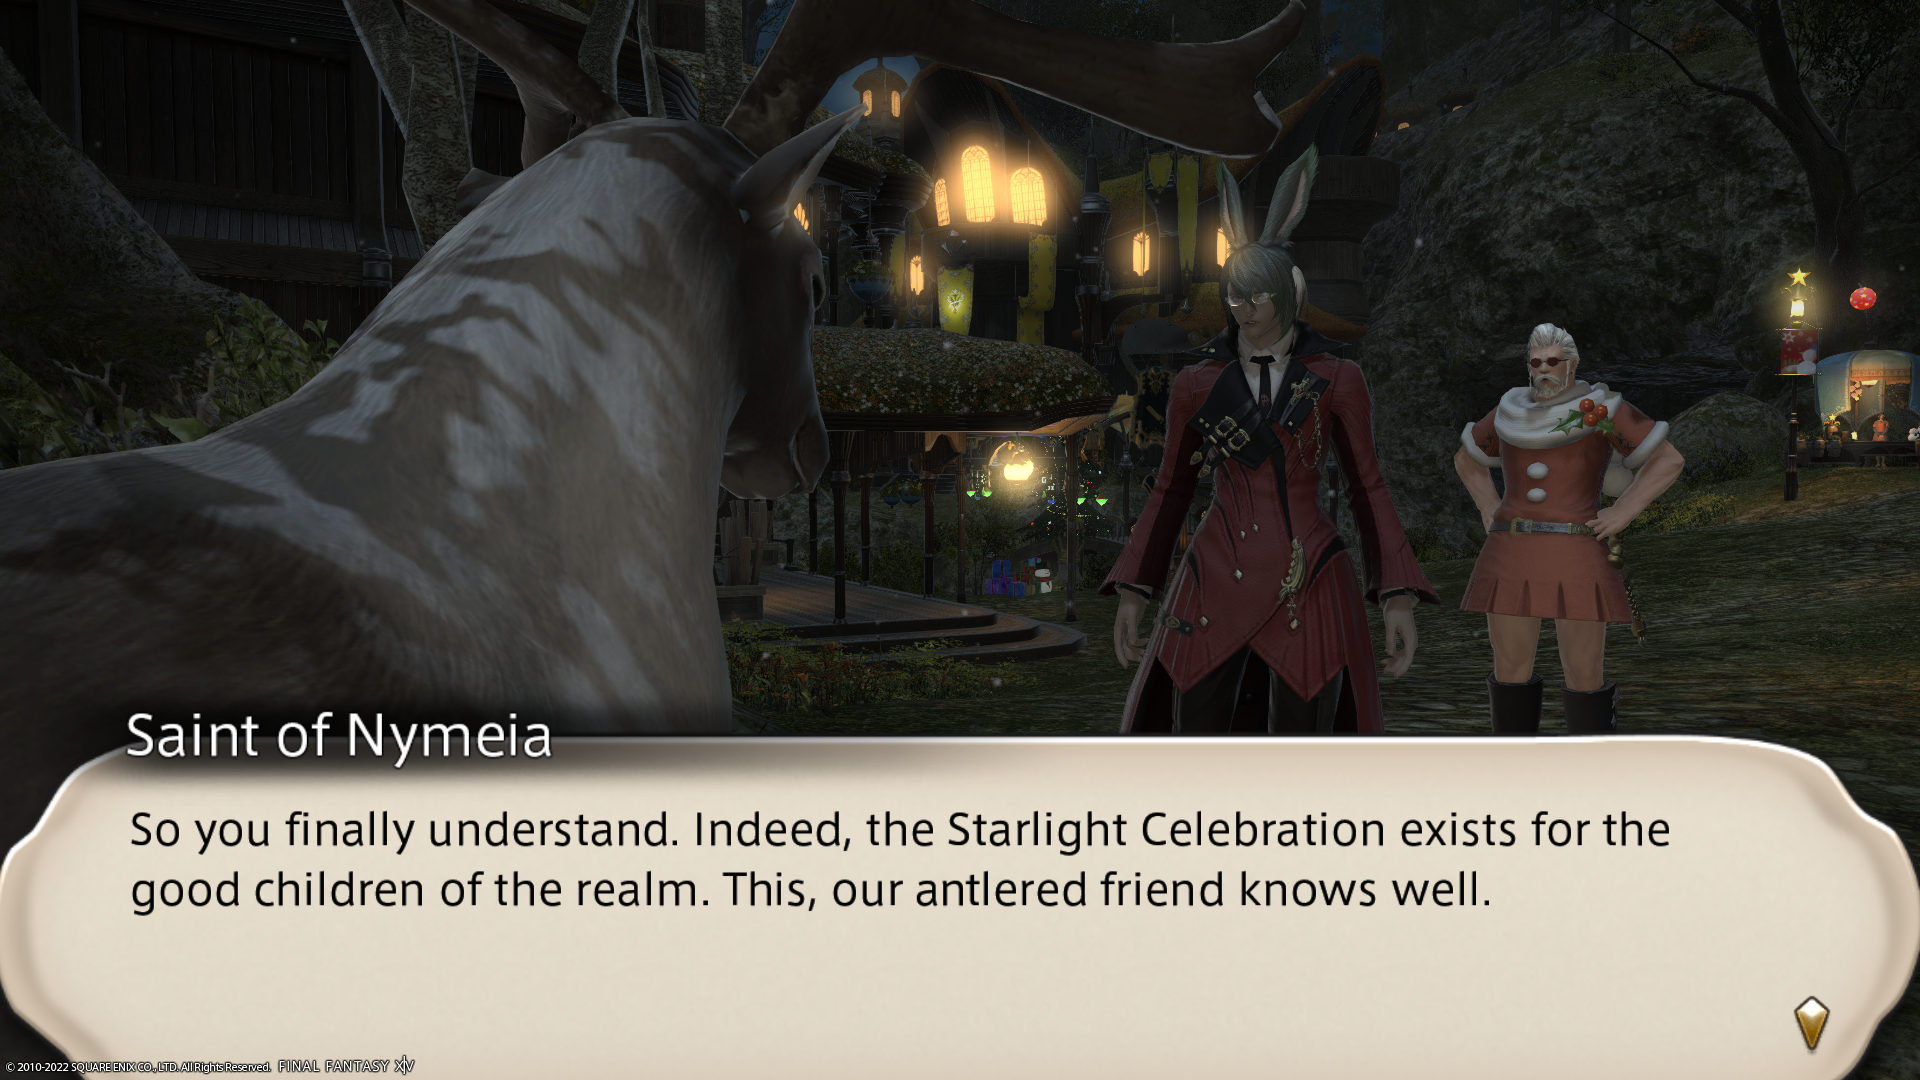 Saint of Nymeia
So you finally understand. Indeed, the Starlight Celebration exists for the
good children of the realm. This, our antlered friend knows well.
© 2010-2022 SQUARE ENIX CO., LTD. All Rights Reserved. FINAL FANTASY XIV